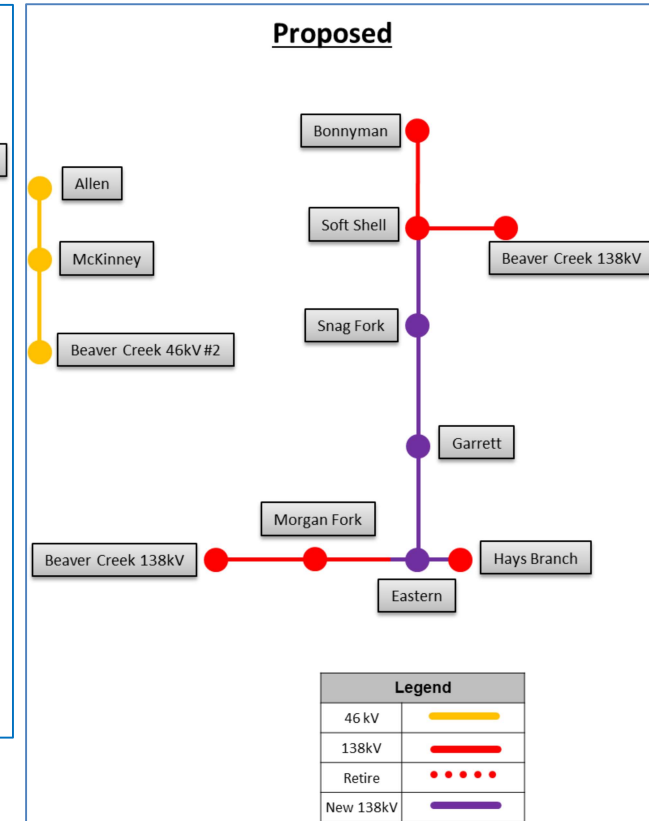 Proposed
Bonnyman
Allen
Soft Shell
McKinney
Beaver Creek 138kV
Snag Fork
Beaver Creek 46kV #2
Garrett
Morgan Fork
Beaver Creek 138kV
Hays Branch
Eastern
Legend
46 kV
138kV
Retire
New 138kV